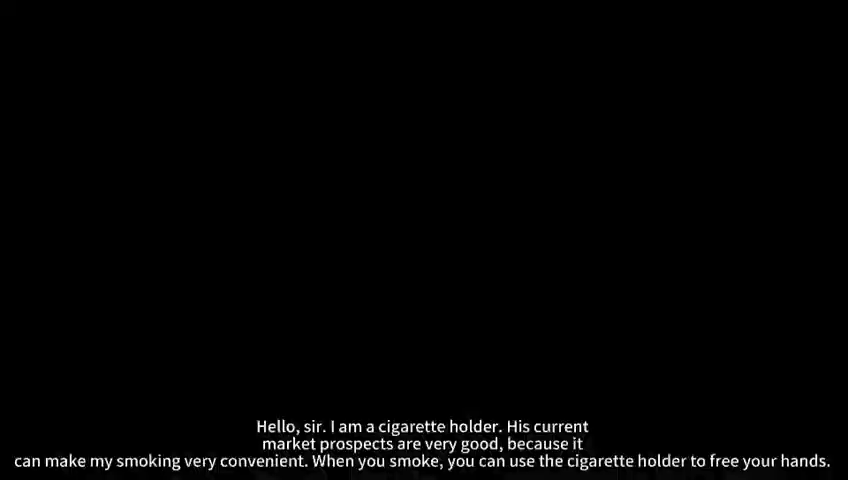 Hello, sir. I am a cigarette holder. His current
market prospects are very good, because it
can make my smoking very convenient. When you smoke, you can use the cigarette holder to free your hands.